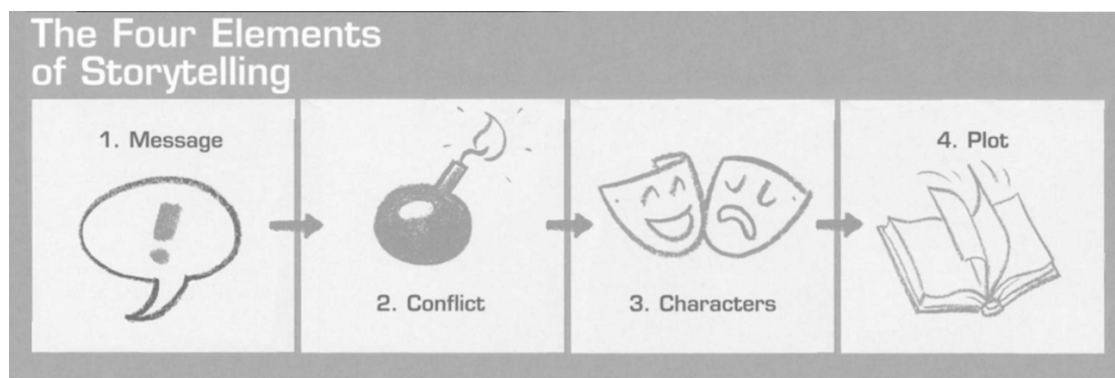 The Four Elements
of Storytelling
1. Message
2. Conflict
3. Characters
4. Plot